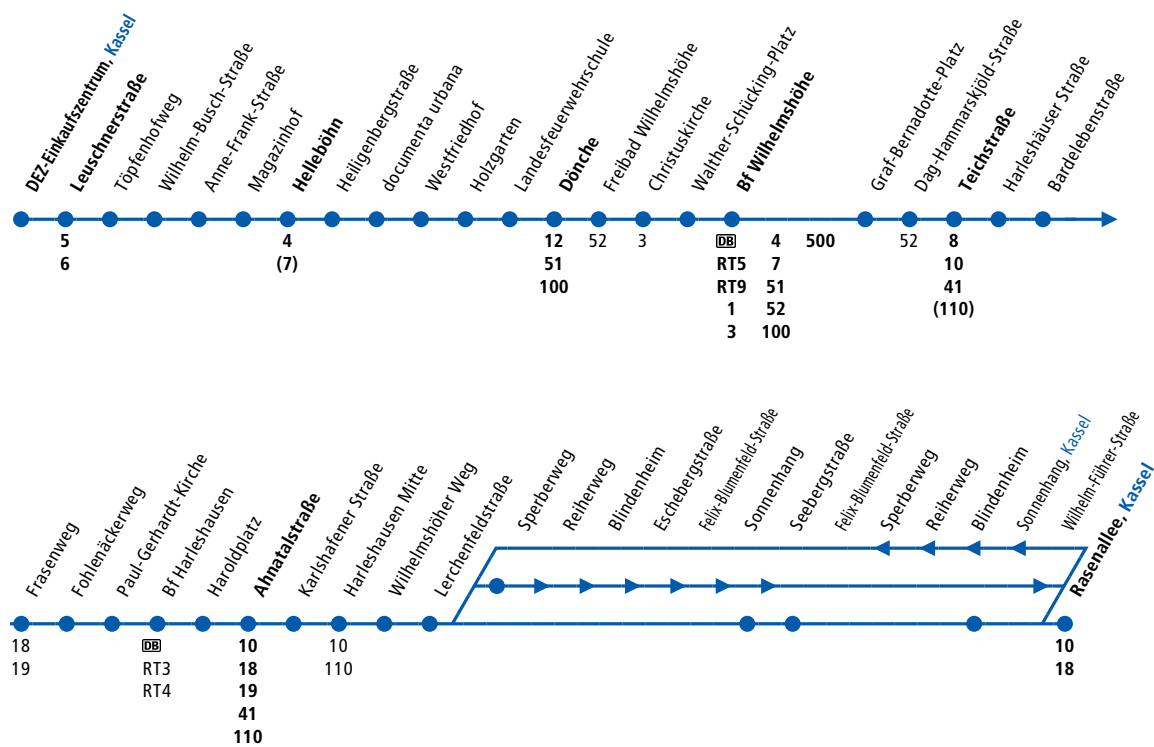 DEZ-Einkaufszentrum, Kassel
Leuschnerstraße
Töpfenhofweg
Wilhelm-Busch-Straße
Anne-Frank-Straße
Magazinhof
Helleböhn
Heiligenbergstraße
documenta urbana
Westfriedhof
Holzgarten
Landesfeuerwehrschule
Dönche
Freibad Wilhelmshöhe
Christuskirche
Walther-Schücking-Platz
Bf Wilhelmshöhe
Graf-Bernadotte-Platz
Dag-Hammarskjöld-Straße
Teichstraße
Harleshäuser Straße
Bardelebenstraße
5 4 12 52 3 DB 4 500 52 8
6 (7) 51 RT5 7 10
100 RT9 51 41
1 52 (110)
3 100
Frasenweg
Fohlenäckerweg
Paul-Gerhardt-Kirche
Bf Harleshausen
Haroldplatz
Ahnatalstraße
Karlshafener Straße
Harleshausen Mitte
Wilhelmshöher Weg
Lerchenfeldstraße
Sperberweg
Reiherweg
Blindenheim
Eschebergstraße
Felix-Blumenfeld-Straße
Sonnenhang
Seebergstraße
Felix-Blumenfeld-Straße
Sperberweg
Reiherweg
Blindenheim
Sonnenhang, Kassel
Wilhelm-Führer-Straße
Rasenallee, Kassel
18 DB 10 10 10
19 RT3 18 110 18
RT4 19
41
110